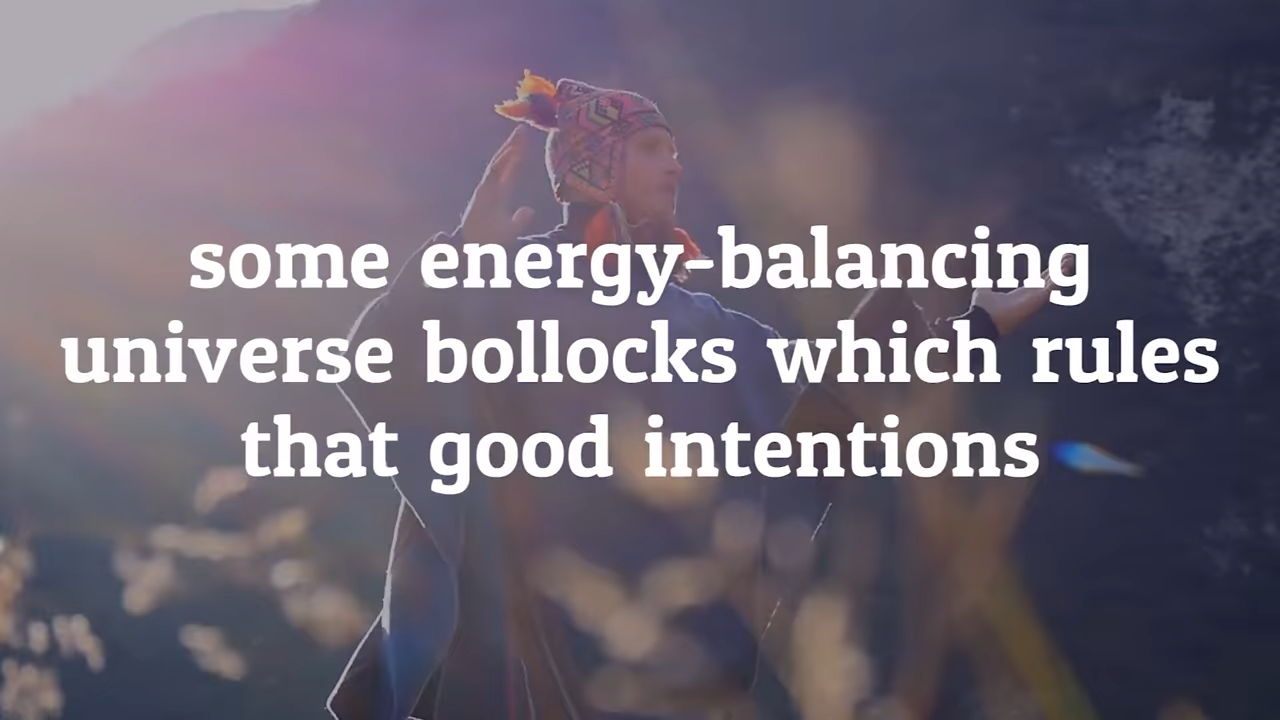 some energy-balancing
universe bollocks which rules
that good intentions